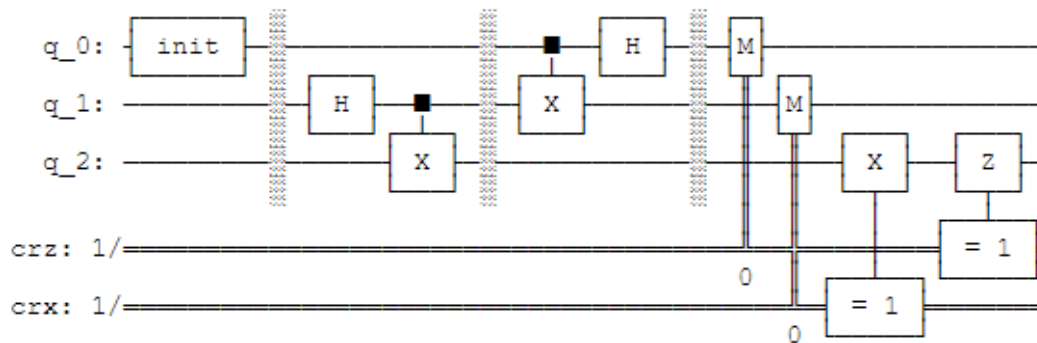 q_0: init H M
q_1: H X M
q_2: X X Z
crz: 1/ = 1
0
crx: 1/ = 1
0